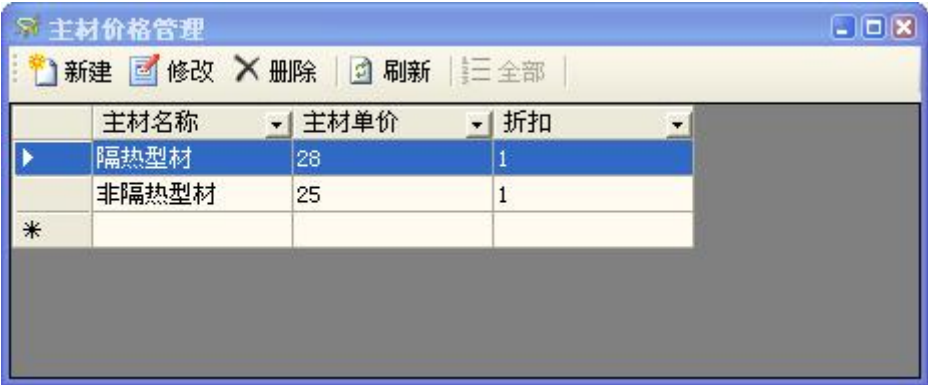 主材价格管理
新建 修改 删除 刷新 全部
主材名称 主材单价 折扣
隔热型材 28 1
非隔热型材 25 1